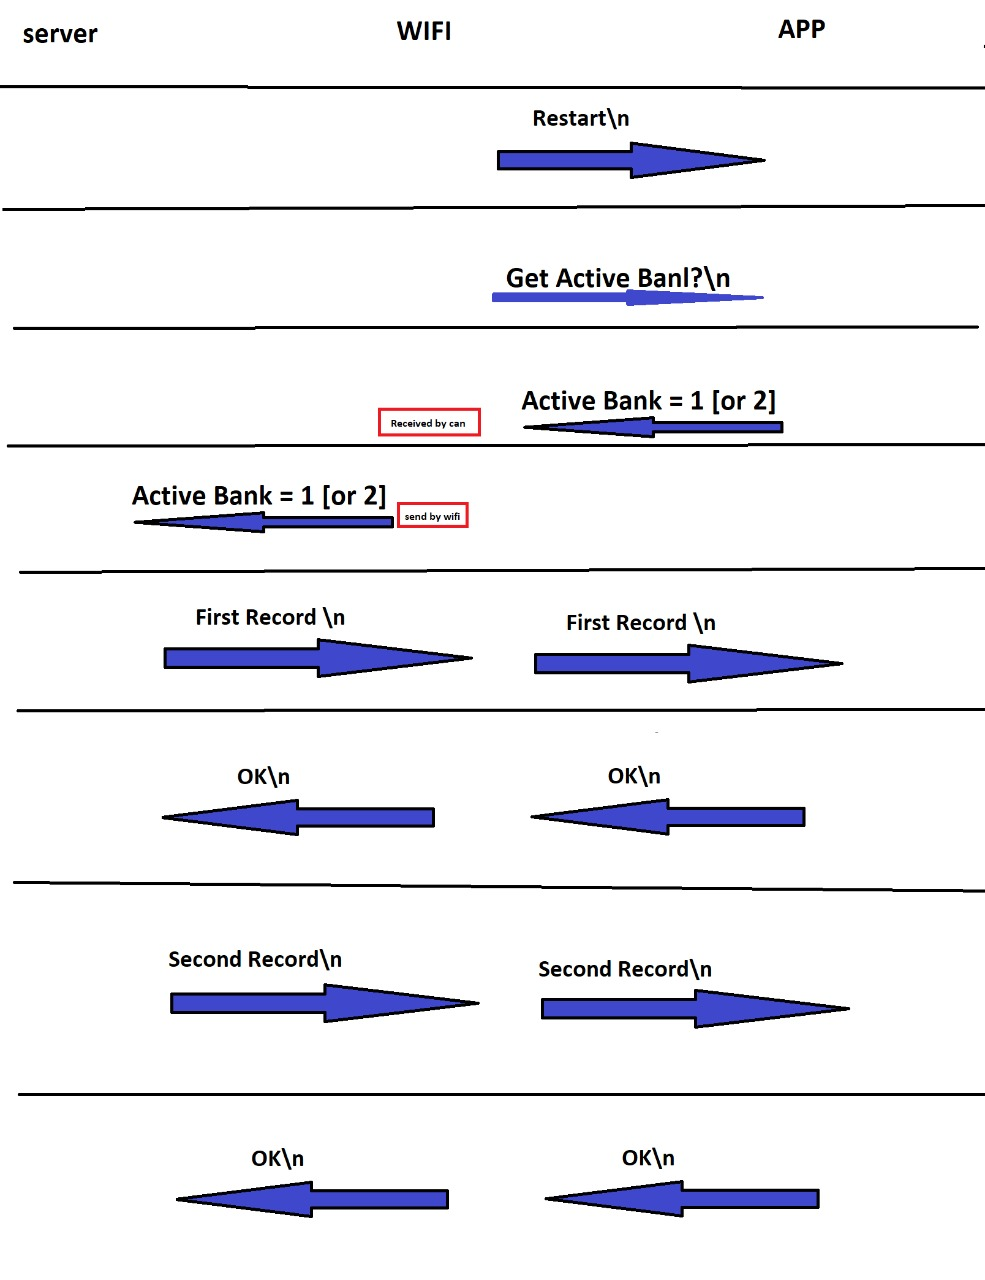 server
WIFI
APP
Restart\n
Get Active Banl?\n
Active Bank = 1 [or 2]
Received by can
Active Bank = 1 [or 2]
send by wifi
First Record \n
First Record \n
OK\n
OK\n
Second Record\n
Second Record\n
OK\n
OK\n